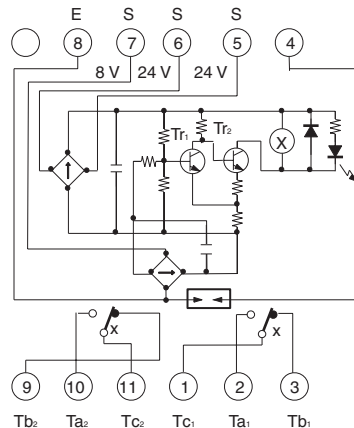 E S S S
8 7 6 5 4
8 V 24 V 24 V
Tr₁ Tr₂
X
x x
9 10 11 1 2 3
Tb₂ Ta₂ Tc₂ Tc₁ Ta₁ Tb₁